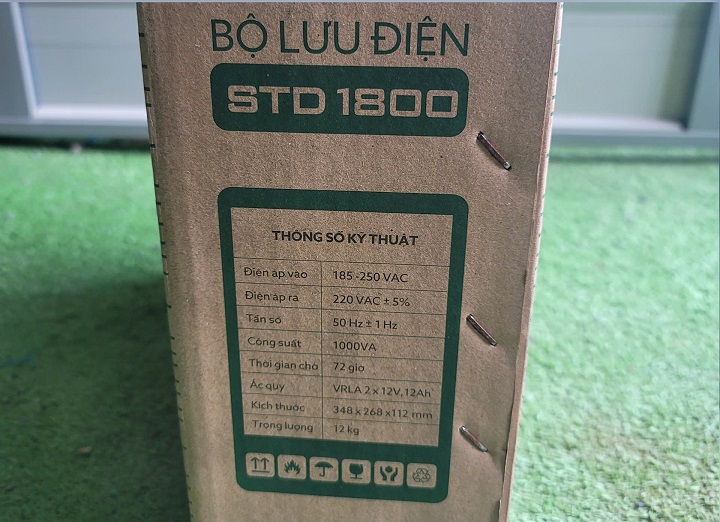 BỘ LƯU ĐIỆN
STD 1800
THÔNG SỐ KỸ THUẬT
Điện áp vào 185 -250 VAC
Điện áp ra 220 VAC ± 5%
Tần số 50 Hz ± 1 Hz
Công suất 1000VA
Thời gian chờ 72 giờ
Ắc quy VRLA 2 x 12V,12Ah
Kích thước 348 x 268 x112 mm
Trọng lượng 12 kg